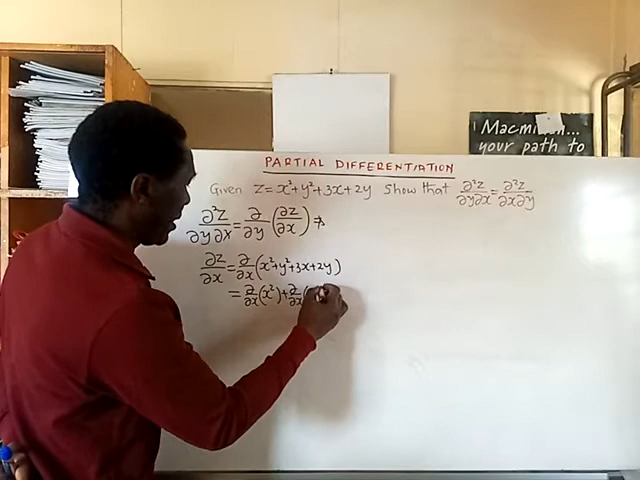 Macmi...n...
your path to
PARTIAL DIFFERENTIATION
Given z = x²+y²+3x+2y show that ∂²z/∂y∂x = ∂²z/∂x∂y
∂²z/∂y∂x = ∂/∂y (∂z/∂x) ⇒
∂z/∂x = ∂/∂x (x²+y²+3x+2y)
= ∂/∂x (x²) + ∂/∂x (